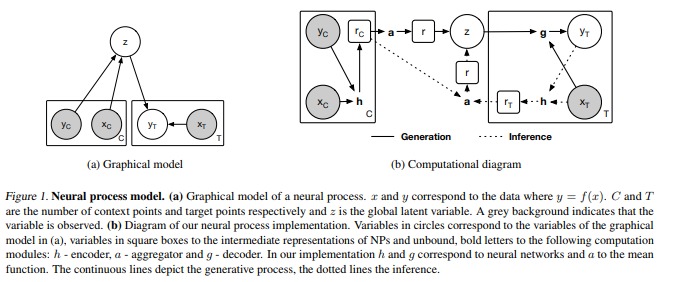 z
y_C x_C C y_T x_T T
(a) Graphical model
y_C r_C a r z g y_T
r
x_C h C a r_T h x_T T
Generation Inference
(b) Computational diagram
Figure 1. Neural process model. (a) Graphical model of a neural process. x and y correspond to the data where y = f(x). C and T
are the number of context points and target points respectively and z is the global latent variable. A grey background indicates that the
variable is observed. (b) Diagram of our neural process implementation. Variables in circles correspond to the variables of the graphical
model in (a), variables in square boxes to the intermediate representations of NPs and unbound, bold letters to the following computation
modules: h - encoder, a - aggregator and g - decoder. In our implementation h and g correspond to neural networks and a to the mean
function. The continuous lines depict the generative process, the dotted lines the inference.